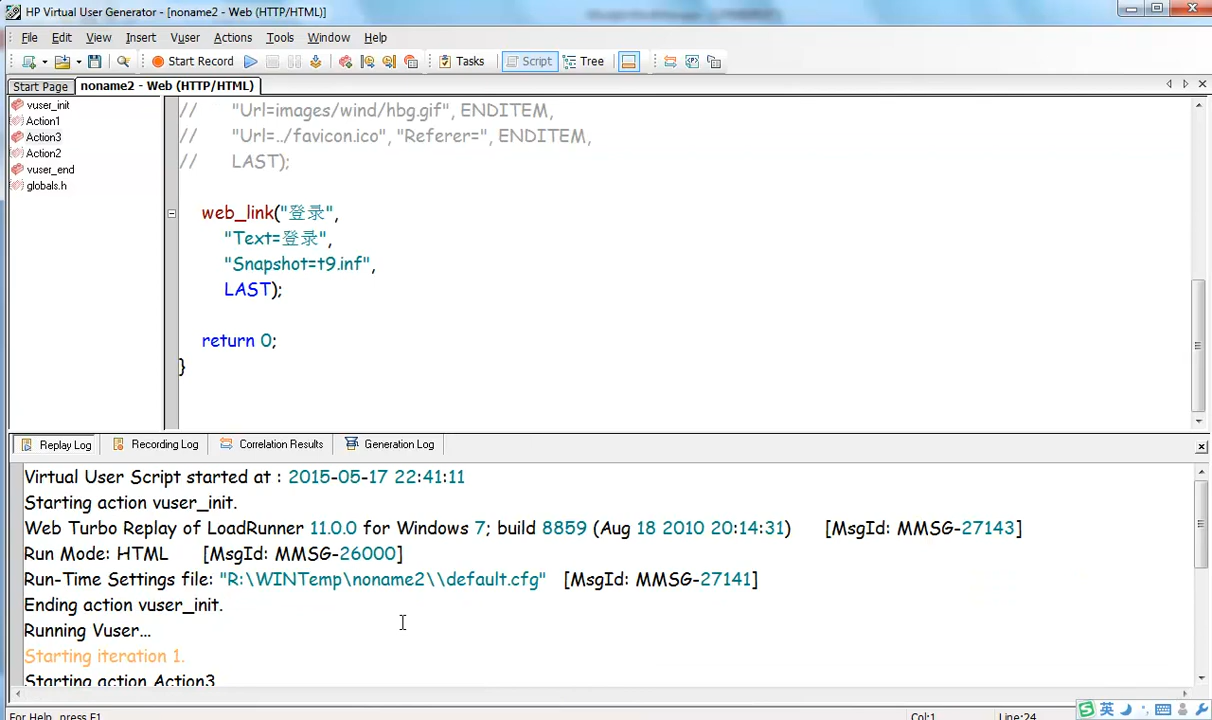 HP Virtual User Generator - [noname2 - Web (HTTP/HTML)]
File Edit View Insert Vuser Actions Tools Window Help
Start Record Tasks Script Tree
Start Page noname2 - Web (HTTP/HTML)
vuser_init
Action1
Action3
Action2
vuser_end
globals.h
// "Url=images/wind/hbg.gif", ENDITEM,
// "Url=../favicon.ico", "Referer=", ENDITEM,
// LAST);
web_link("登录",
"Text=登录",
"Snapshot=t9.inf",
LAST);
return 0;
}
Replay Log Recording Log Correlation Results Generation Log
Virtual User Script started at : 2015-05-17 22:41:11
Starting action vuser_init.
Web Turbo Replay of LoadRunner 11.0.0 for Windows 7; build 8859 (Aug 18 2010 20:14:31) [MsgId: MMSG-27143]
Run Mode: HTML [MsgId: MMSG-26000]
Run-Time Settings file: "R:\WINTemp\noname2\\default.cfg" [MsgId: MMSG-27141]
Ending action vuser_init.
Running Vuser...
Starting iteration 1.
Starting action Action3
For Help, press F1 Col:1 Line:24
英